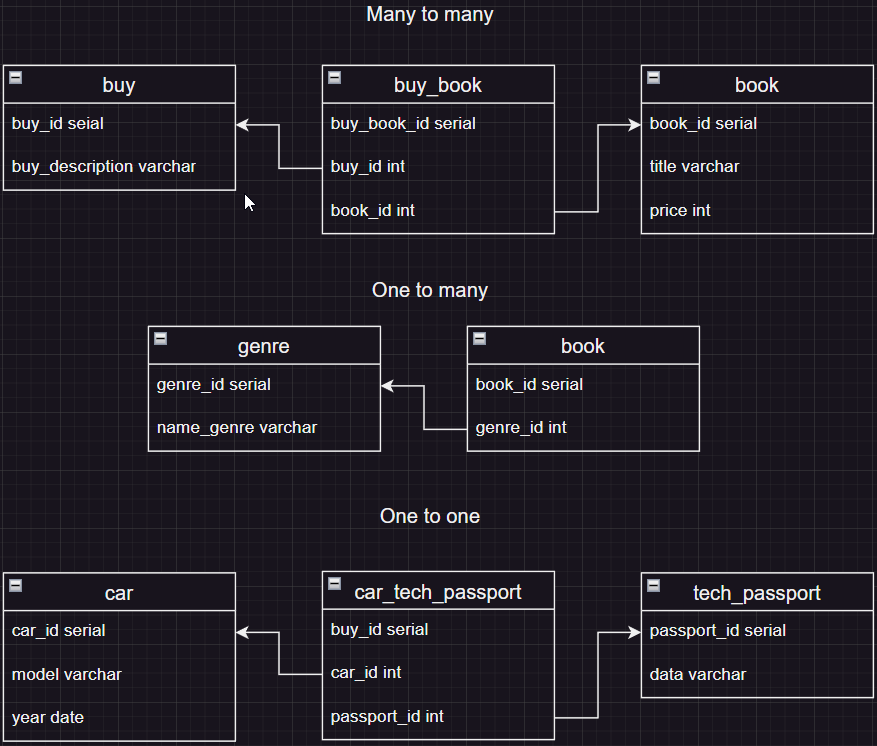 Many to many
buy
buy_id seial
buy_description varchar
buy_book
buy_book_id serial
buy_id int
book_id int
book
book_id serial
title varchar
price int
One to many
genre
genre_id serial
name_genre varchar
book
book_id serial
genre_id int
One to one
car
car_id serial
model varchar
year date
car_tech_passport
buy_id serial
car_id int
passport_id int
tech_passport
passport_id serial
data varchar